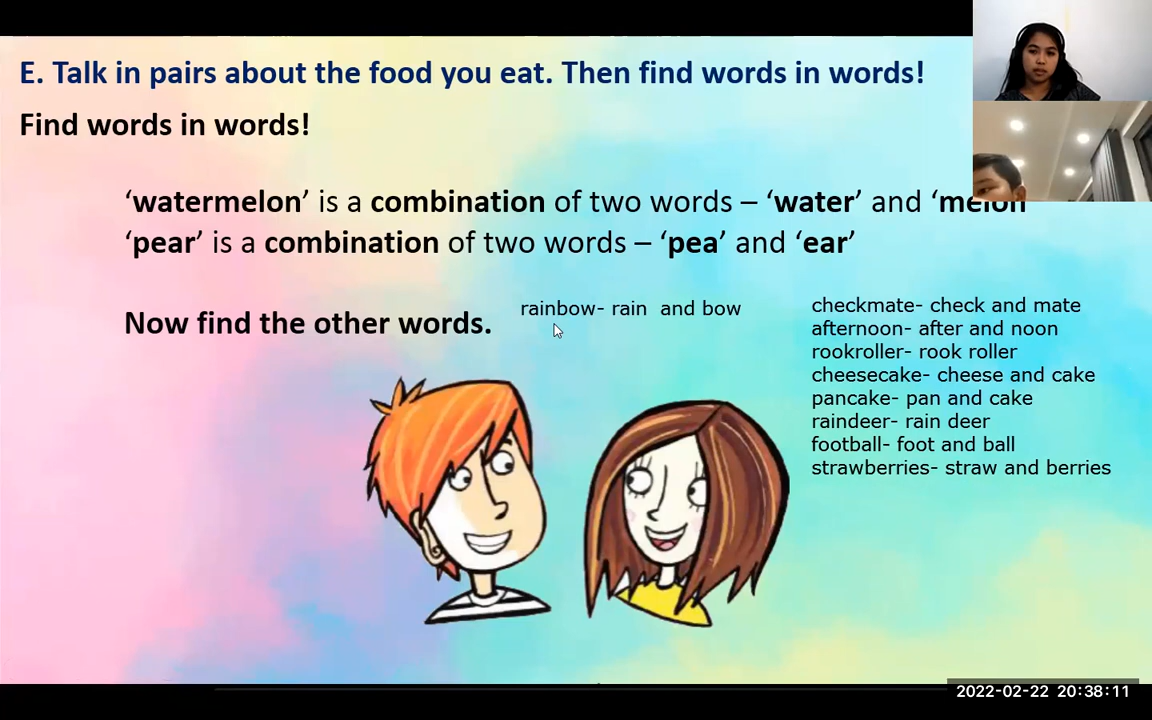 E. Talk in pairs about the food you eat. Then find words in words!
Find words in words!
‘watermelon’ is a combination of two words – ‘water’ and ‘melon
‘pear’ is a combination of two words – ‘pea’ and ‘ear’
Now find the other words.
rainbow- rain and bow
checkmate- check and mate
afternoon- after and noon
rookroller- rook roller
cheesecake- cheese and cake
pancake- pan and cake
raindeer- rain deer
football- foot and ball
strawberries- straw and berries
2022-02-22 20:38:11